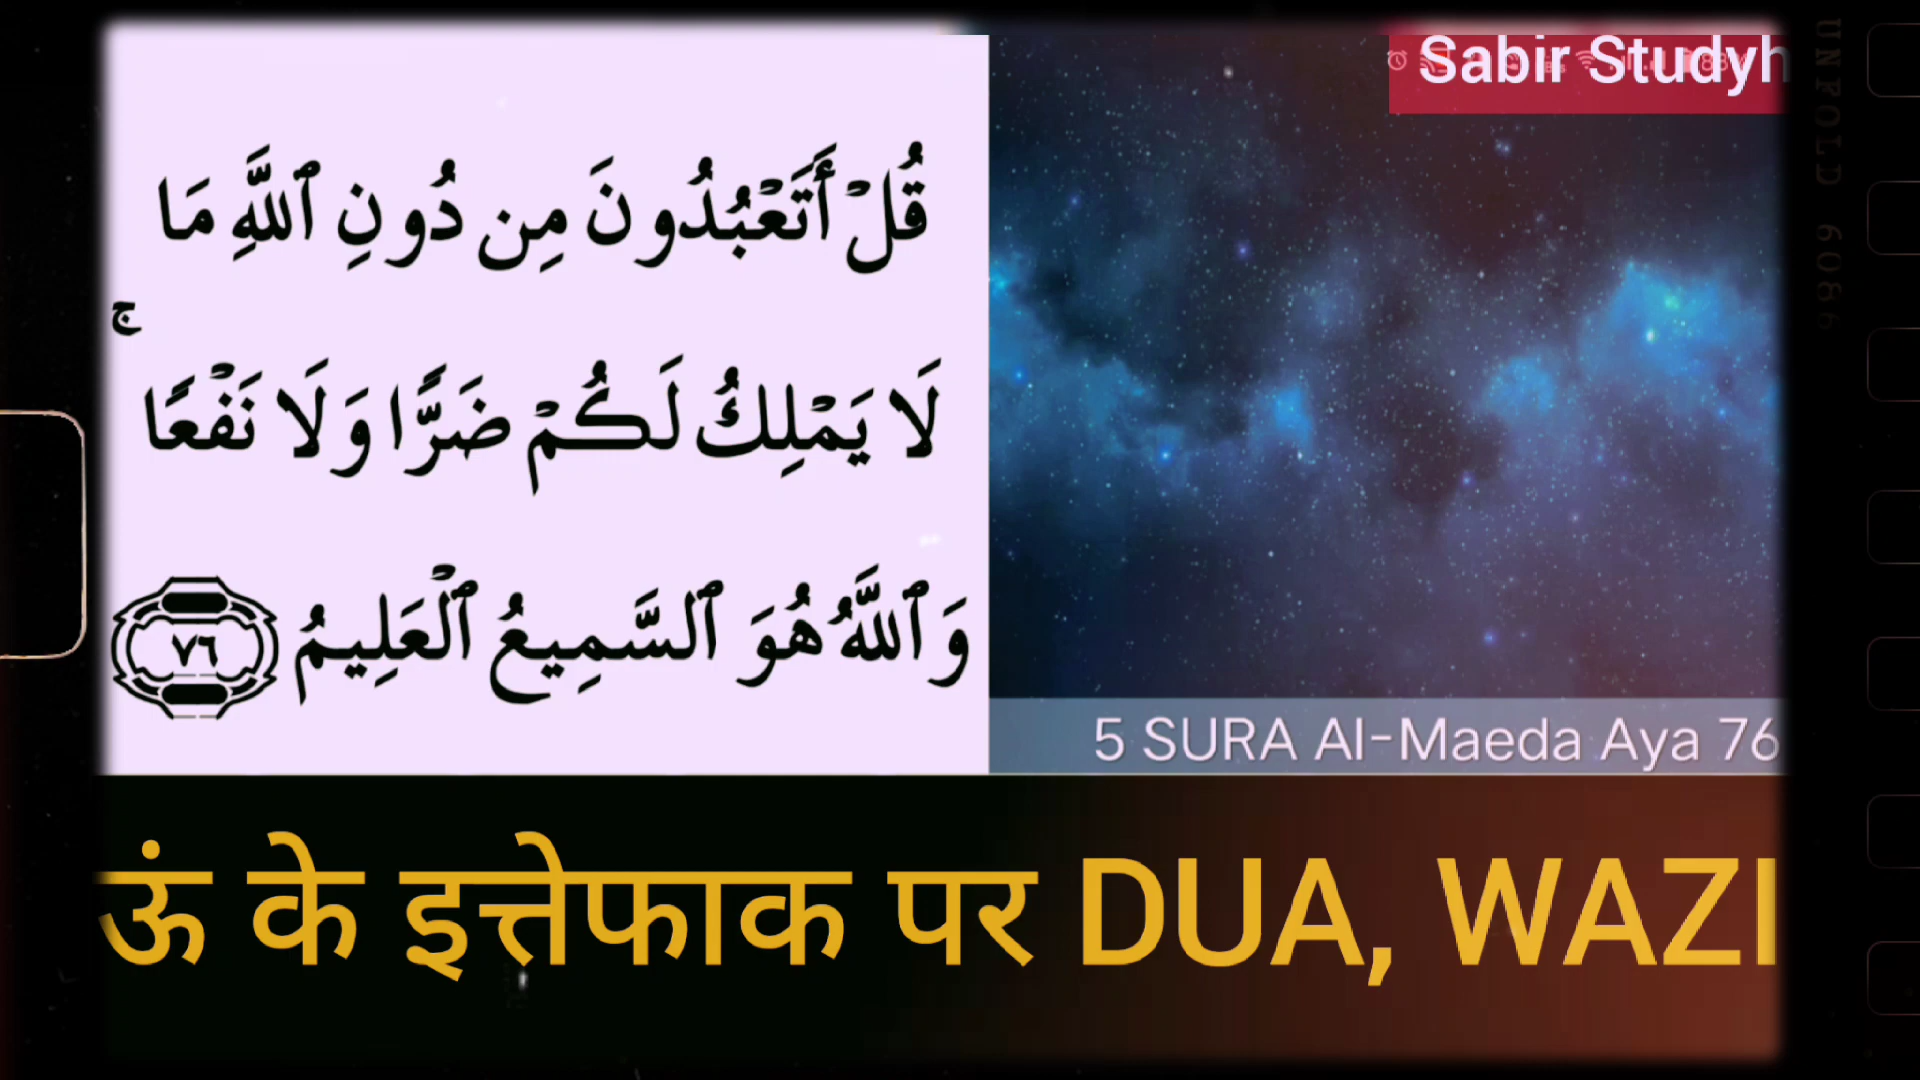 Sabir Studyh
قُلْ أَتَعْبُدُونَ مِن دُونِ ٱللَّهِ مَا
لَا يَمْلِكُ لَكُمْ ضَرًّا وَلَا نَفْعًا ۚ
وَٱللَّهُ هُوَ ٱلسَّمِيعُ ٱلْعَلِيمُ ٧٦
5 SURA Al-Maeda Aya 76
ऊं के इत्तेफाक पर DUA, WAZI